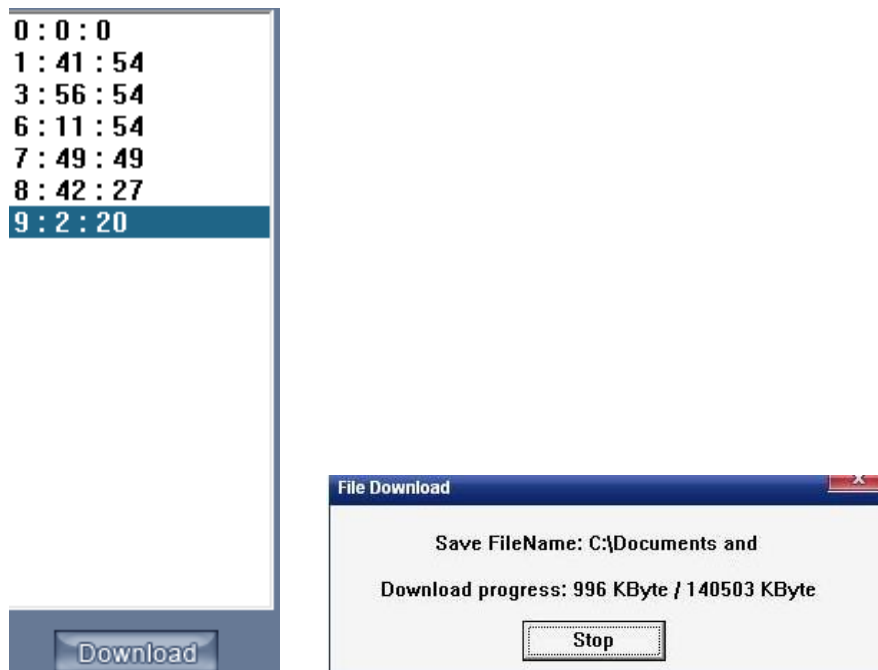 0 : 0 : 0
1 : 41 : 54
3 : 56 : 54
6 : 11 : 54
7 : 49 : 49
8 : 42 : 27
9 : 2 : 20
Download
File Download
X
Save FileName: C:\Documents and
Download progress: 996 KByte / 140503 KByte
Stop